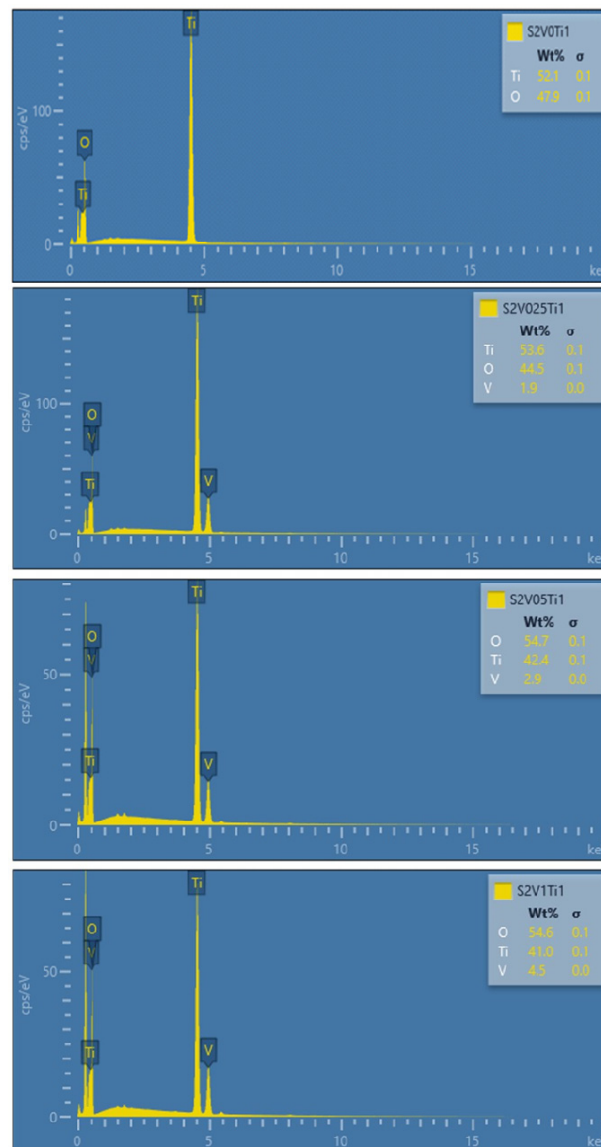 Ti
S2V0Ti1
Wt% σ
Ti 52.1 0.1
O 47.9 0.1
100
cps/eV
O
Ti
0
0 5 10 15 ke
Ti
S2V025Ti1
Wt% σ
Ti 53.6 0.1
O 44.5 0.1
V 1.9 0.0
100
cps/eV
O
V
Ti
V
0
0 5 10 15 ke
Ti
S2V05Ti1
Wt% σ
O 54.7 0.1
Ti 42.4 0.1
V 2.9 0.0
50
cps/eV
O
V
Ti
V
0
0 5 10 15 ke
Ti
S2V1Ti1
Wt% σ
O 54.6 0.1
Ti 41.0 0.1
V 4.5 0.0
50
cps/eV
O
V
Ti
V
0
0 5 10 15 ke